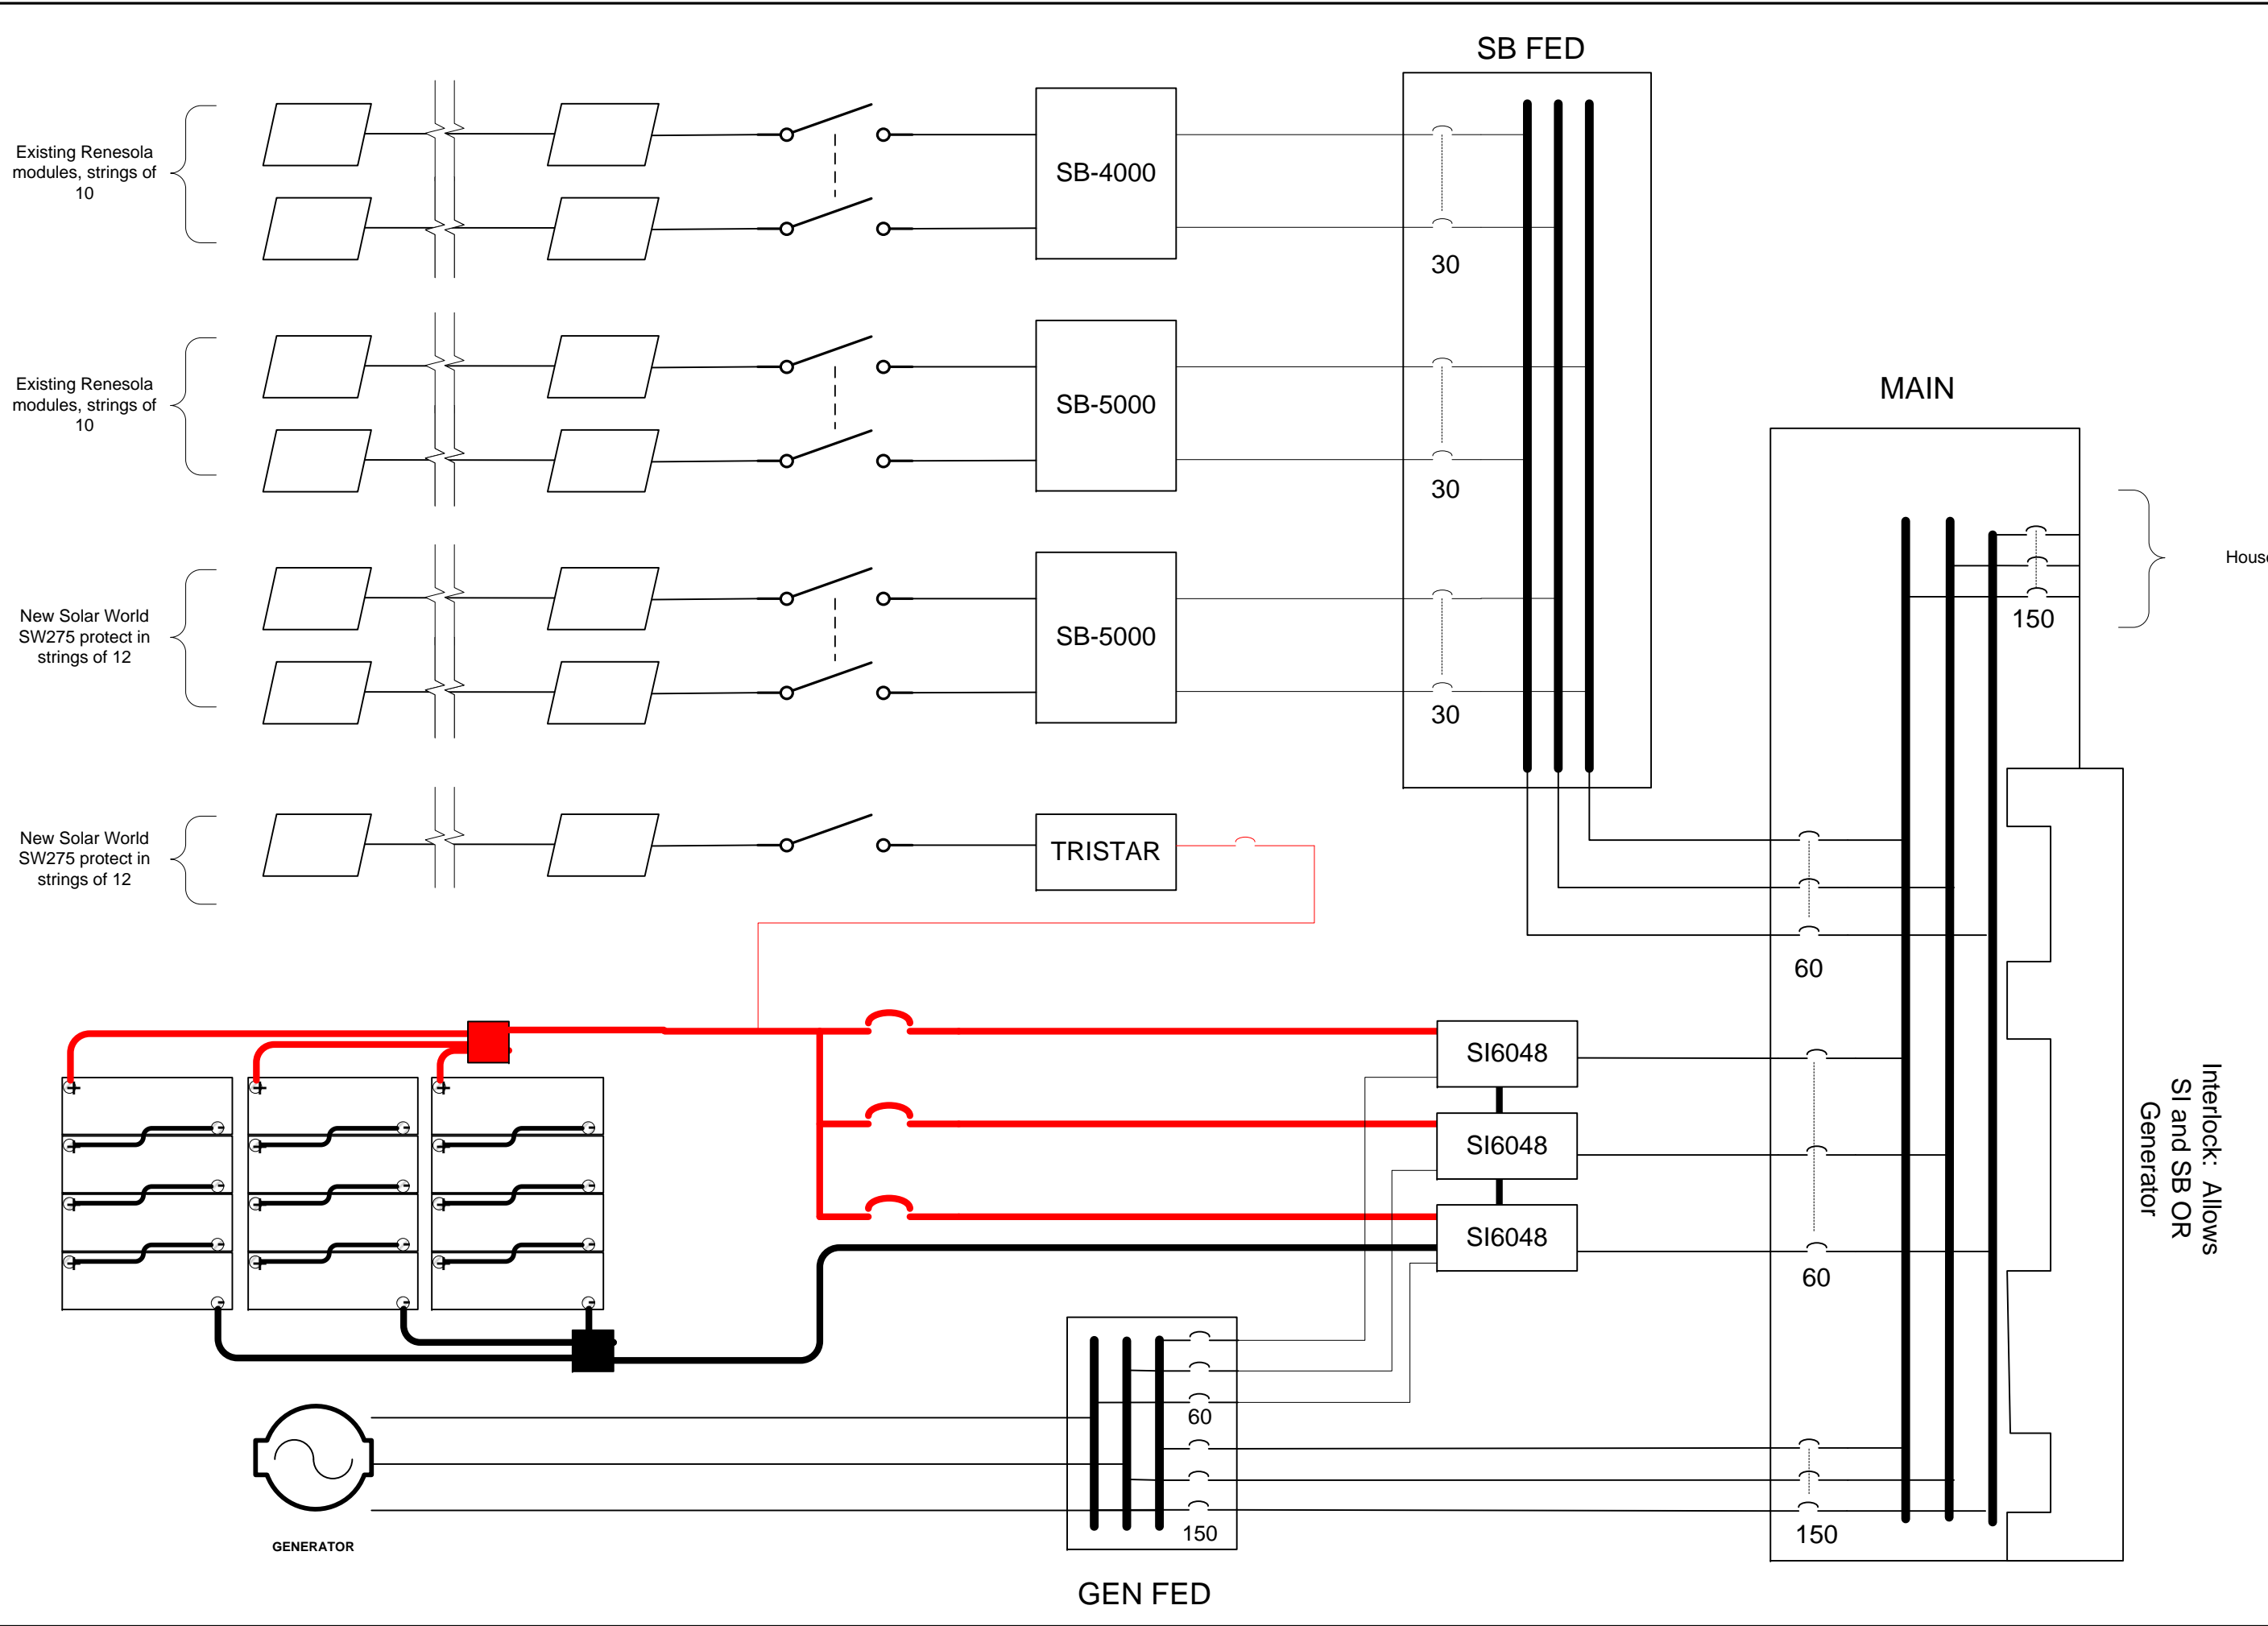 SB FED
Existing Renesola
modules, strings of
10
SB-4000
30
Existing Renesola
modules, strings of
10
SB-5000
30
MAIN
New Solar World
SW275 protect in
strings of 12
SB-5000
30
150
House
New Solar World
SW275 protect in
strings of 12
TRISTAR
60
+
+
+
-
-
-
+
+
+
-
-
-
+
+
+
-
-
-
+
+
+
-
-
-
SI6048
SI6048
SI6048
60
Interlock: Allows
SI and SB OR
Generator
60
150
150
GENERATOR
GEN FED